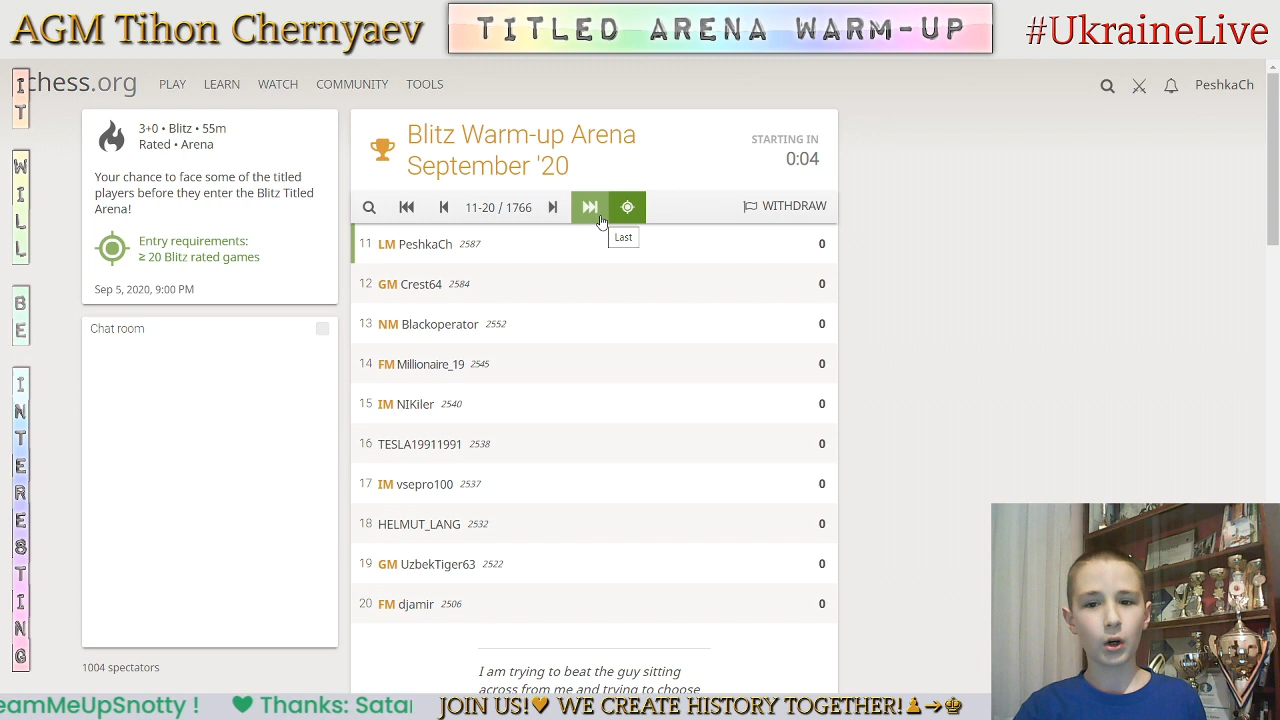 AGM Tihon Chernyaev
TITLED ARENA WARM-UP
#UkraineLive
IT
WILL
BE
INTERESTING
chess.org
PLAY
LEARN
WATCH
COMMUNITY
TOOLS
PeshkaCh
3+0 • Blitz • 55m
Rated • Arena
Your chance to face some of the titled
players before they enter the Blitz Titled
Arena!
Entry requirements:
≥ 20 Blitz rated games
Sep 5, 2020, 9:00 PM
Chat room
1004 spectators
Blitz Warm-up Arena
September '20
STARTING IN
0:04
11-20 / 1766
WITHDRAW
Last
11 LM PeshkaCh 2587 0
12 GM Crest64 2584 0
13 NM Blackoperator 2552 0
14 FM Millionaire_19 2545 0
15 IM NIKiler 2540 0
16 TESLA19911991 2538 0
17 IM vsepro100 2537 0
18 HELMUT_LANG 2532 0
19 GM UzbekTiger63 2522 0
20 FM djamir 2506 0
I am trying to beat the guy sitting
across from me and trying to choose
eamMeUpSnotty ! ♥ Thanks: Sata
JOIN US!♥ WE CREATE HISTORY TOGETHER!♟→♚